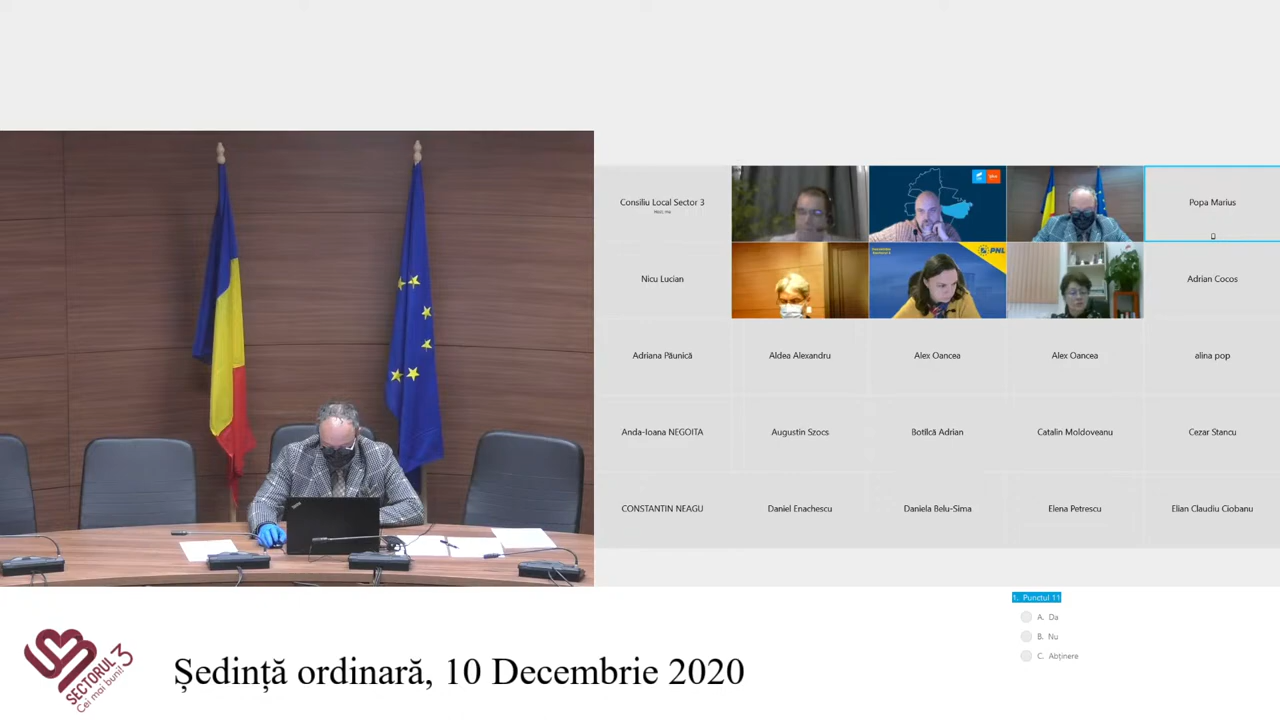 Consiliu Local Sector 3
Popa Marius
PNL
Nicu Lucian
Adrian Cocos
Adriana Păunică
Aldea Alexandru
Alex Oancea
Alex Oancea
alina pop
Anda-Ioana NEGOITA
Augustin Szocs
Botîlcă Adrian
Catalin Moldoveanu
Cezar Stancu
CONSTANTIN NEAGU
Daniel Enachescu
Daniela Belu-Sima
Elena Petrescu
Elian Claudiu Ciobanu
1. Punctul 11
A. Da
B. Nu
C. Abținere
SECTORUL 3
Cei mai buni!
Ședință ordinară, 10 Decembrie 2020